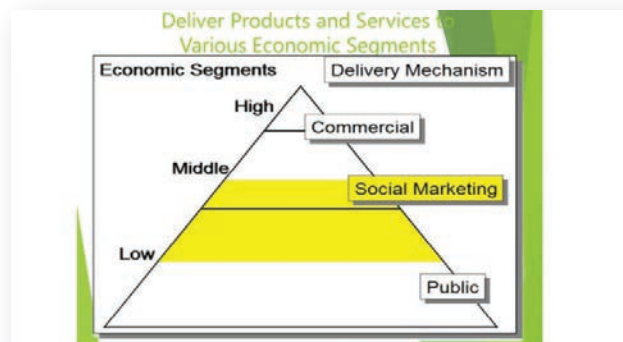 Deliver Products and Services to
Various Economic Segments
Economic Segments
Delivery Mechanism
High
Commercial
Middle
Social Marketing
Low
Public